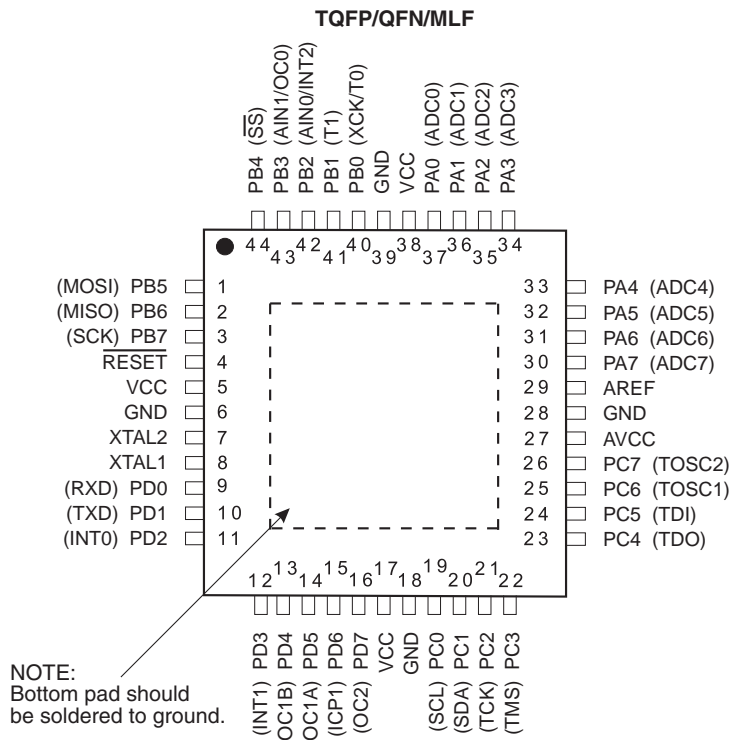 TQFP/QFN/MLF
PB4 (SS)
PB3 (AIN1/OC0)
PB2 (AIN0/INT2)
PB1 (T1)
PB0 (XCK/T0)
GND
VCC
PA0 (ADC0)
PA1 (ADC1)
PA2 (ADC2)
PA3 (ADC3)
44 43 42 41 40 39 38 37 36 35 34
(MOSI) PB5 1
(MISO) PB6 2
(SCK) PB7 3
RESET 4
VCC 5
GND 6
XTAL2 7
XTAL1 8
(RXD) PD0 9
(TXD) PD1 10
(INT0) PD2 11
33 PA4 (ADC4)
32 PA5 (ADC5)
31 PA6 (ADC6)
30 PA7 (ADC7)
29 AREF
28 GND
27 AVCC
26 PC7 (TOSC2)
25 PC6 (TOSC1)
24 PC5 (TDI)
23 PC4 (TDO)
12 13 14 15 16 17 18 19 20 21 22
(INT1) PD3
OC1B) PD4
OC1A) PD5
(ICP1) PD6
(OC2) PD7
VCC
GND
(SCL) PC0
(SDA) PC1
(TCK) PC2
(TMS) PC3
NOTE:
Bottom pad should
be soldered to ground.